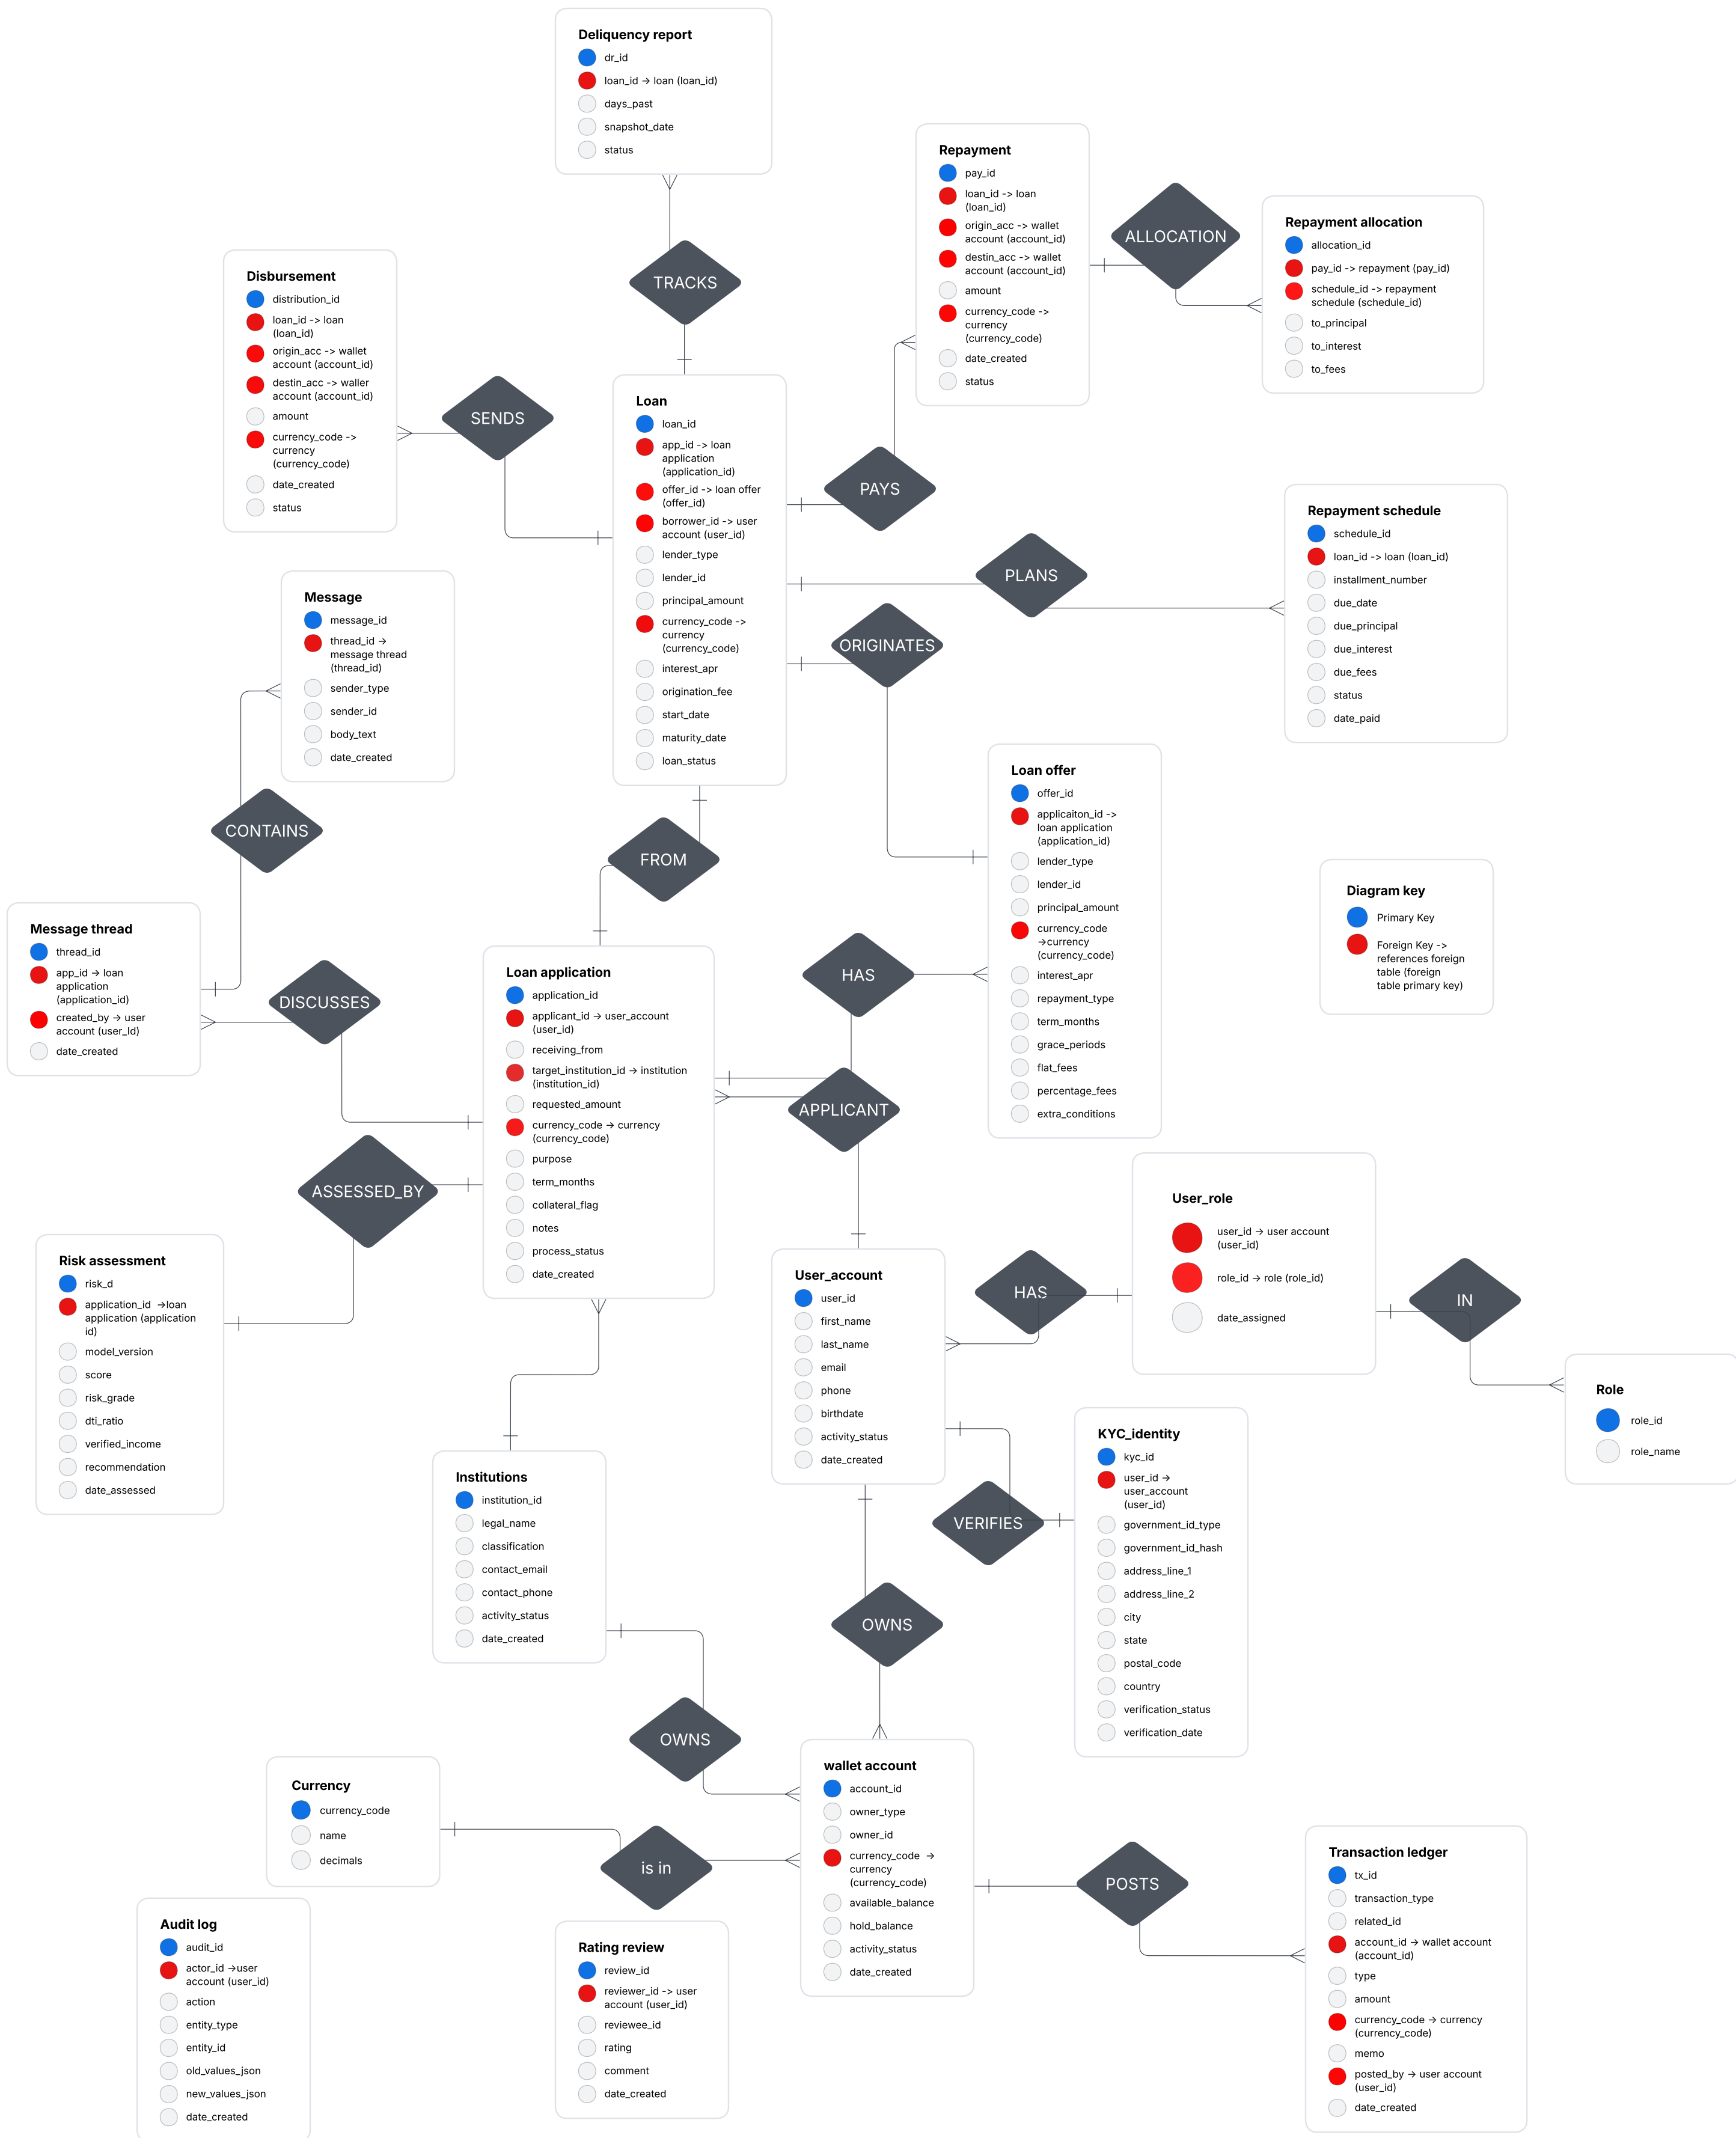 Deliquency report
dr_id
loan_id → loan (loan_id)
days_past
snapshot_date
status
TRACKS
Repayment
pay_id
loan_id -> loan
(loan_id)
origin_acc -> wallet
account (account_id)
destin_acc -> wallet
account (account_id)
amount
currency_code ->
currency
(currency_code)
date_created
status
ALLOCATION
Repayment allocation
allocation_id
pay_id -> repayment (pay_id)
schedule_id -> repayment
schedule (schedule_id)
to_principal
to_interest
to_fees
Disbursement
distribution_id
loan_id -> loan
(loan_id)
origin_acc -> wallet
account (account_id)
destin_acc -> waller
account (account_id)
amount
currency_code ->
currency
(currency_code)
date_created
status
SENDS
Loan
loan_id
app_id -> loan
application
(application_id)
offer_id -> loan offer
(offer_id)
borrower_id -> user
account (user_id)
lender_type
lender_id
principal_amount
currency_code ->
currency
(currency_code)
interest_apr
origination_fee
start_date
maturity_date
loan_status
PAYS
PLANS
ORIGINATES
Repayment schedule
schedule_id
loan_id -> loan (loan_id)
installment_number
due_date
due_principal
due_interest
due_fees
status
date_paid
Message
message_id
thread_id →
message thread
(thread_id)
sender_type
sender_id
body_text
date_created
CONTAINS
FROM
Loan offer
offer_id
applicaiton_id ->
loan application
(application_id)
lender_type
lender_id
principal_amount
currency_code
→currency
(currency_code)
interest_apr
repayment_type
term_months
grace_periods
flat_fees
percentage_fees
extra_conditions
Diagram key
Primary Key
Foreign Key ->
references foreign
table (foreign
table primary key)
Message thread
thread_id
app_id → loan
application
(application_id)
created_by → user
account (user_Id)
date_created
DISCUSSES
Loan application
application_id
applicant_id → user_account
(user_id)
receiving_from
target_institution_id → institution
(institution_id)
requested_amount
currency_code → currency
(currency_code)
purpose
term_months
collateral_flag
notes
process_status
date_created
HAS
APPLICANT
ASSESSED_BY
Risk assessment
risk_d
application_id →loan
application (application
id)
model_version
score
risk_grade
dti_ratio
verified_income
recommendation
date_assessed
User_account
user_id
first_name
last_name
email
phone
birthdate
activity_status
date_created
HAS
User_role
user_id → user account
(user_id)
role_id → role (role_id)
date_assigned
IN
Role
role_id
role_name
Institutions
institution_id
legal_name
classification
contact_email
contact_phone
activity_status
date_created
VERIFIES
KYC_identity
kyc_id
user_id →
user_account
(user_id)
government_id_type
government_id_hash
address_line_1
address_line_2
city
state
postal_code
country
verification_status
verification_date
OWNS
OWNS
Currency
currency_code
name
decimals
is in
wallet account
account_id
owner_type
owner_id
currency_code →
currency
(currency_code)
available_balance
hold_balance
activity_status
date_created
POSTS
Transaction ledger
tx_id
transaction_type
related_id
account_id → wallet account
(account_id)
type
amount
currency_code → currency
(currency_code)
memo
posted_by → user account
(user_id)
date_created
Audit log
audit_id
actor_id →user
account (user_id)
action
entity_type
entity_id
old_values_json
new_values_json
date_created
Rating review
review_id
reviewer_id -> user
account (user_id)
reviewee_id
rating
comment
date_created